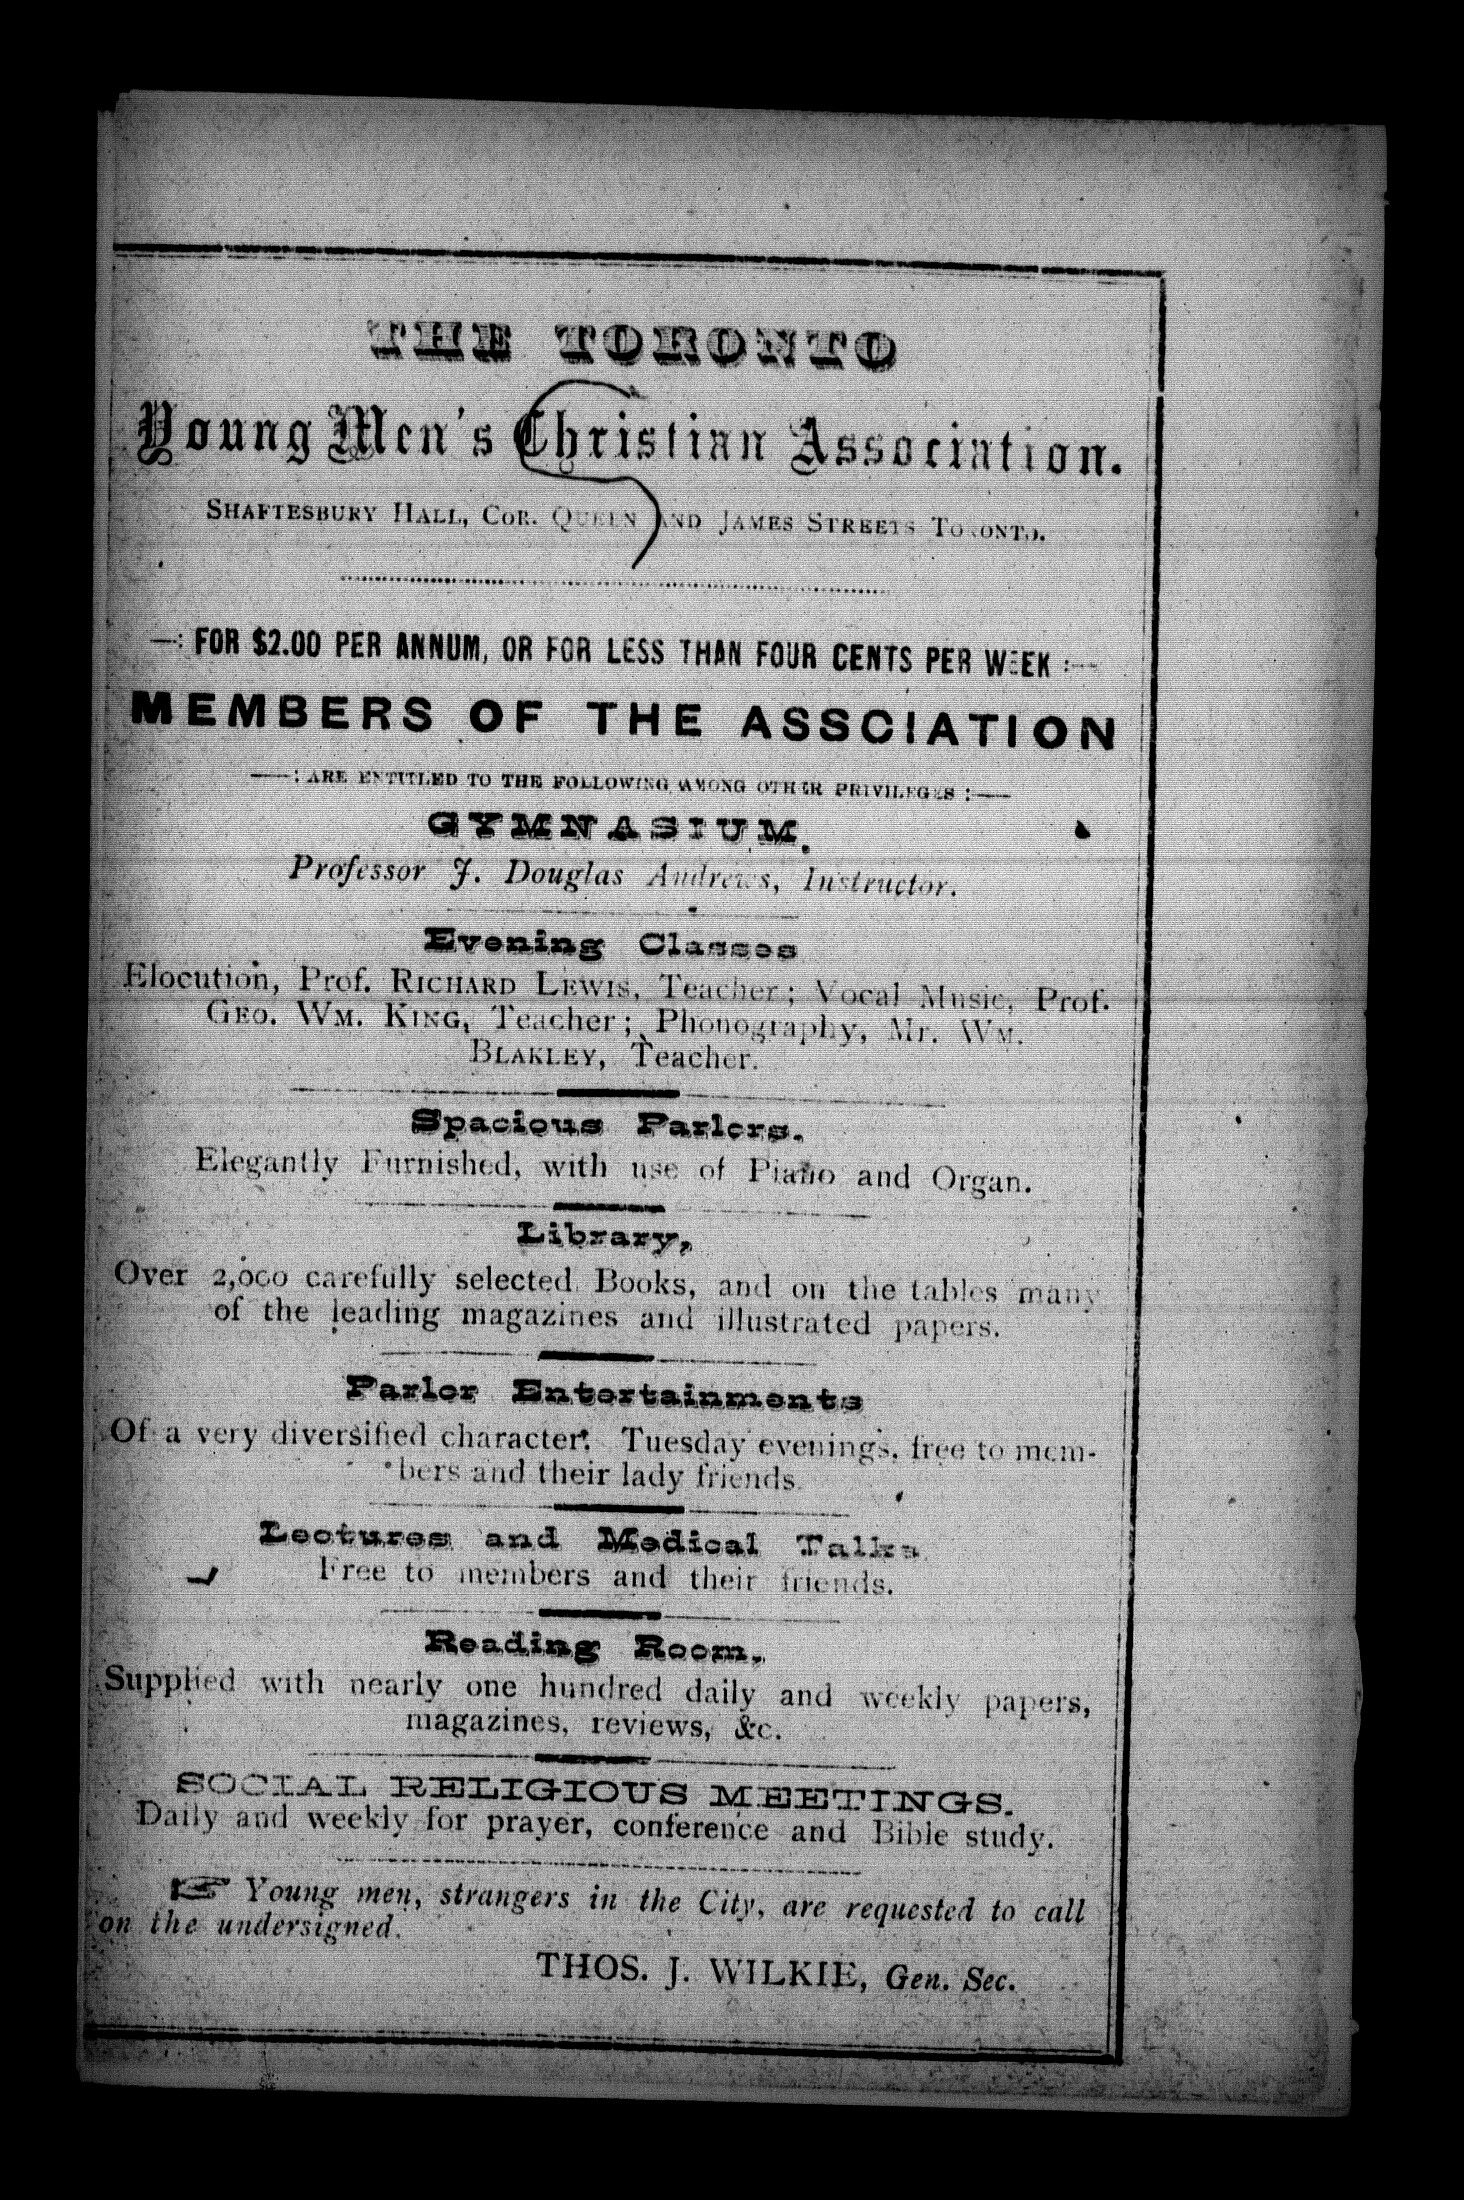 THE TORONTO
Young Men's Christian Association.
SHAFTESBURY HALL, COR. QUEEN AND JAMES STREETS TORONTO.
—: FOR $2.00 PER ANNUM, OR FOR LESS THAN FOUR CENTS PER WEEK :—
MEMBERS OF THE ASSCIATION
—: ARE ENTITLED TO THE FOLLOWING AMONG OTHER PRIVILEGES :—
GYMNASIUM.
Professor J. Douglas Andrews, Instructor.
Evening Classes
Elocution, Prof. RICHARD LEWIS, Teacher; Vocal Music, Prof.
GEO. WM. KING, Teacher; Phonography, Mr. WM.
BLAKLEY, Teacher.
Spacious Parlors.
Elegantly Furnished, with use of Piano and Organ.
Library,
Over 2,000 carefully selected Books, and on the tables many
of the leading magazines and illustrated papers.
Parlor Entertainments
Of a very diversified character. Tuesday evenings, free to mem-
bers and their lady friends.
Lectures and Medical Talks
Free to members and their friends.
Reading Room,
Supplied with nearly one hundred daily and weekly papers,
magazines, reviews, &c.
SOCIAL RELIGIOUS MEETINGS.
Daily and weekly for prayer, conference and Bible study.
☞ Young men, strangers in the City, are requested to call
on the undersigned.
THOS. J. WILKIE, Gen. Sec.